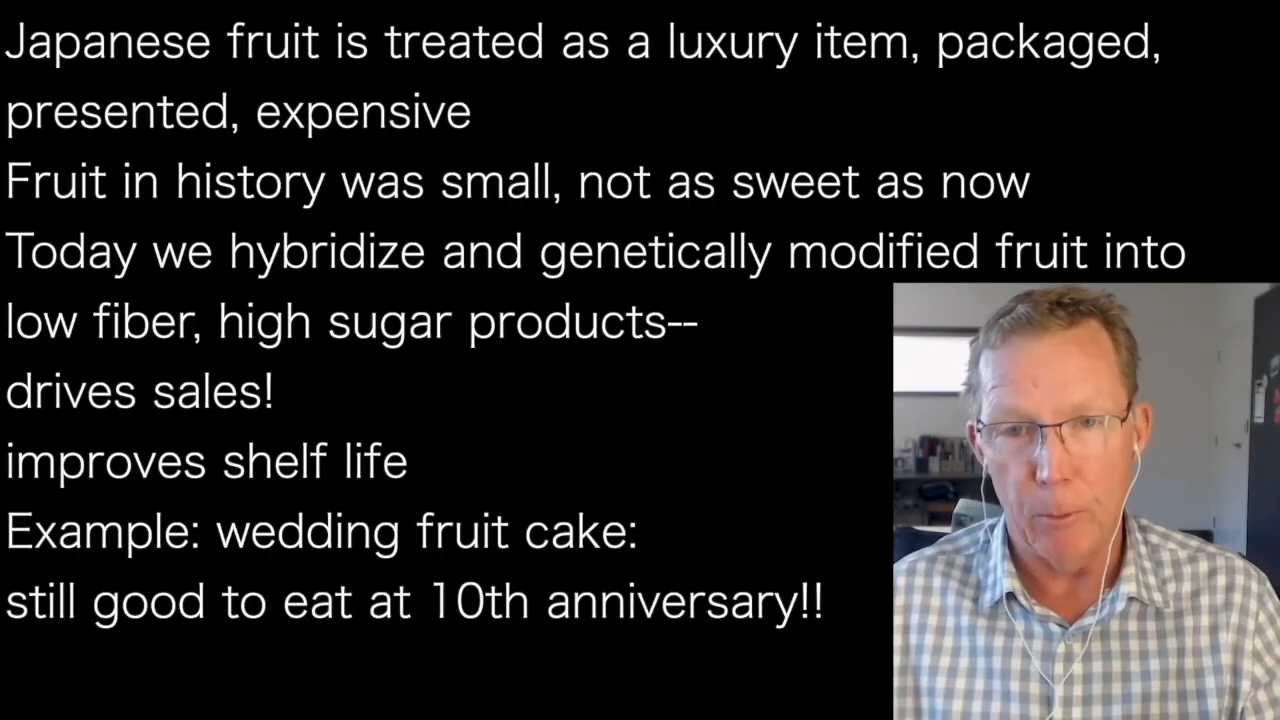 Japanese fruit is treated as a luxury item, packaged,
presented, expensive
Fruit in history was small, not as sweet as now
Today we hybridize and genetically modified fruit into
low fiber, high sugar products--
drives sales!
improves shelf life
Example: wedding fruit cake:
still good to eat at 10th anniversary!!